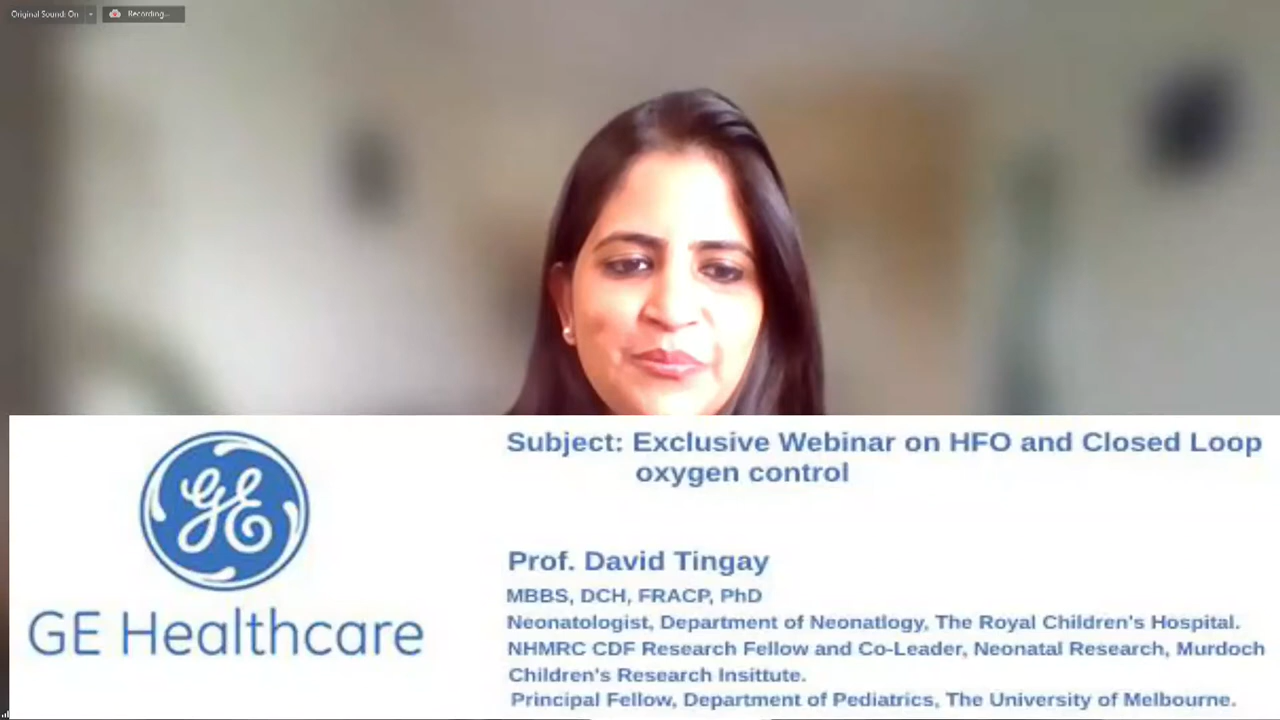 Original Sound: On
Recording...
Subject: Exclusive Webinar on HFO and Closed Loop
oxygen control
GE
GE Healthcare
Prof. David Tingay
MBBS, DCH, FRACP, PhD
Neonatologist, Department of Neonatlogy, The Royal Children's Hospital.
NHMRC CDF Research Fellow and Co-Leader, Neonatal Research, Murdoch
Children's Research Insititute.
Principal Fellow, Department of Pediatrics, The University of Melbourne.